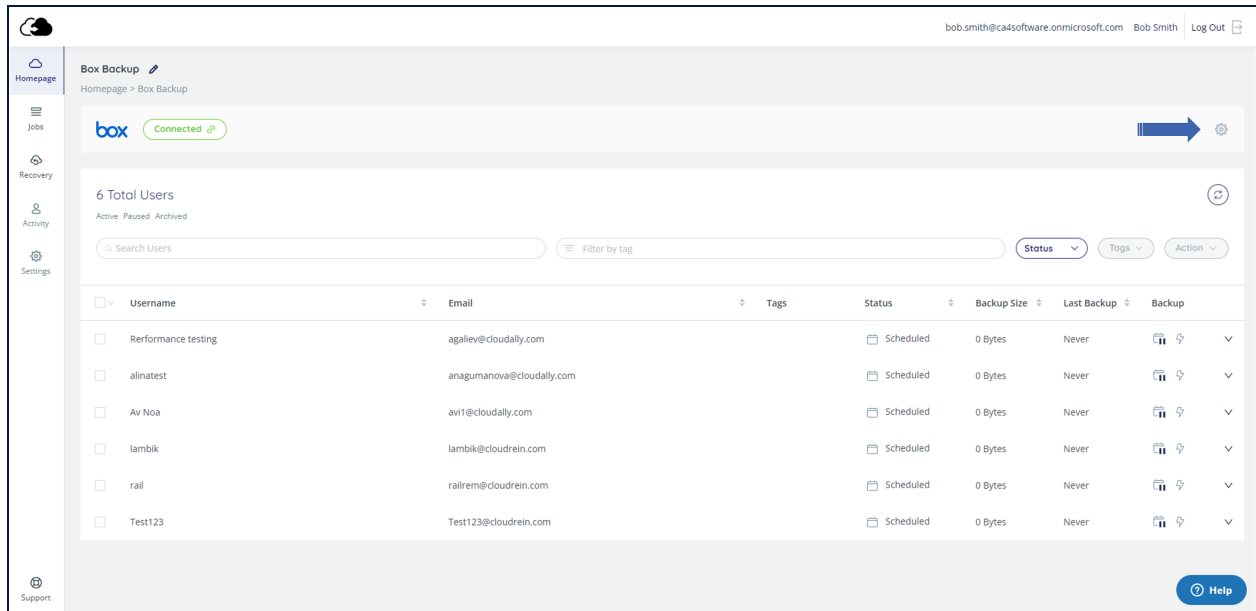 bob.smith@ca4software.onmicrosoft.com Bob Smith Log Out
Homepage
Jobs
Recovery
Activity
Settings
Support
Box Backup
Homepage > Box Backup
box Connected
6 Total Users
Active Paused Archived
Search Users Filter by tag Status Tags Action
Username Email Tags Status Backup Size Last Backup Backup
Rerformance testing agaliev@cloudally.com Scheduled 0 Bytes Never
alinatest anagumanova@cloudally.com Scheduled 0 Bytes Never
Av Noa avi1@cloudally.com Scheduled 0 Bytes Never
lambik lambik@cloudrein.com Scheduled 0 Bytes Never
rail railrem@cloudrein.com Scheduled 0 Bytes Never
Test123 Test123@cloudrein.com Scheduled 0 Bytes Never
Help